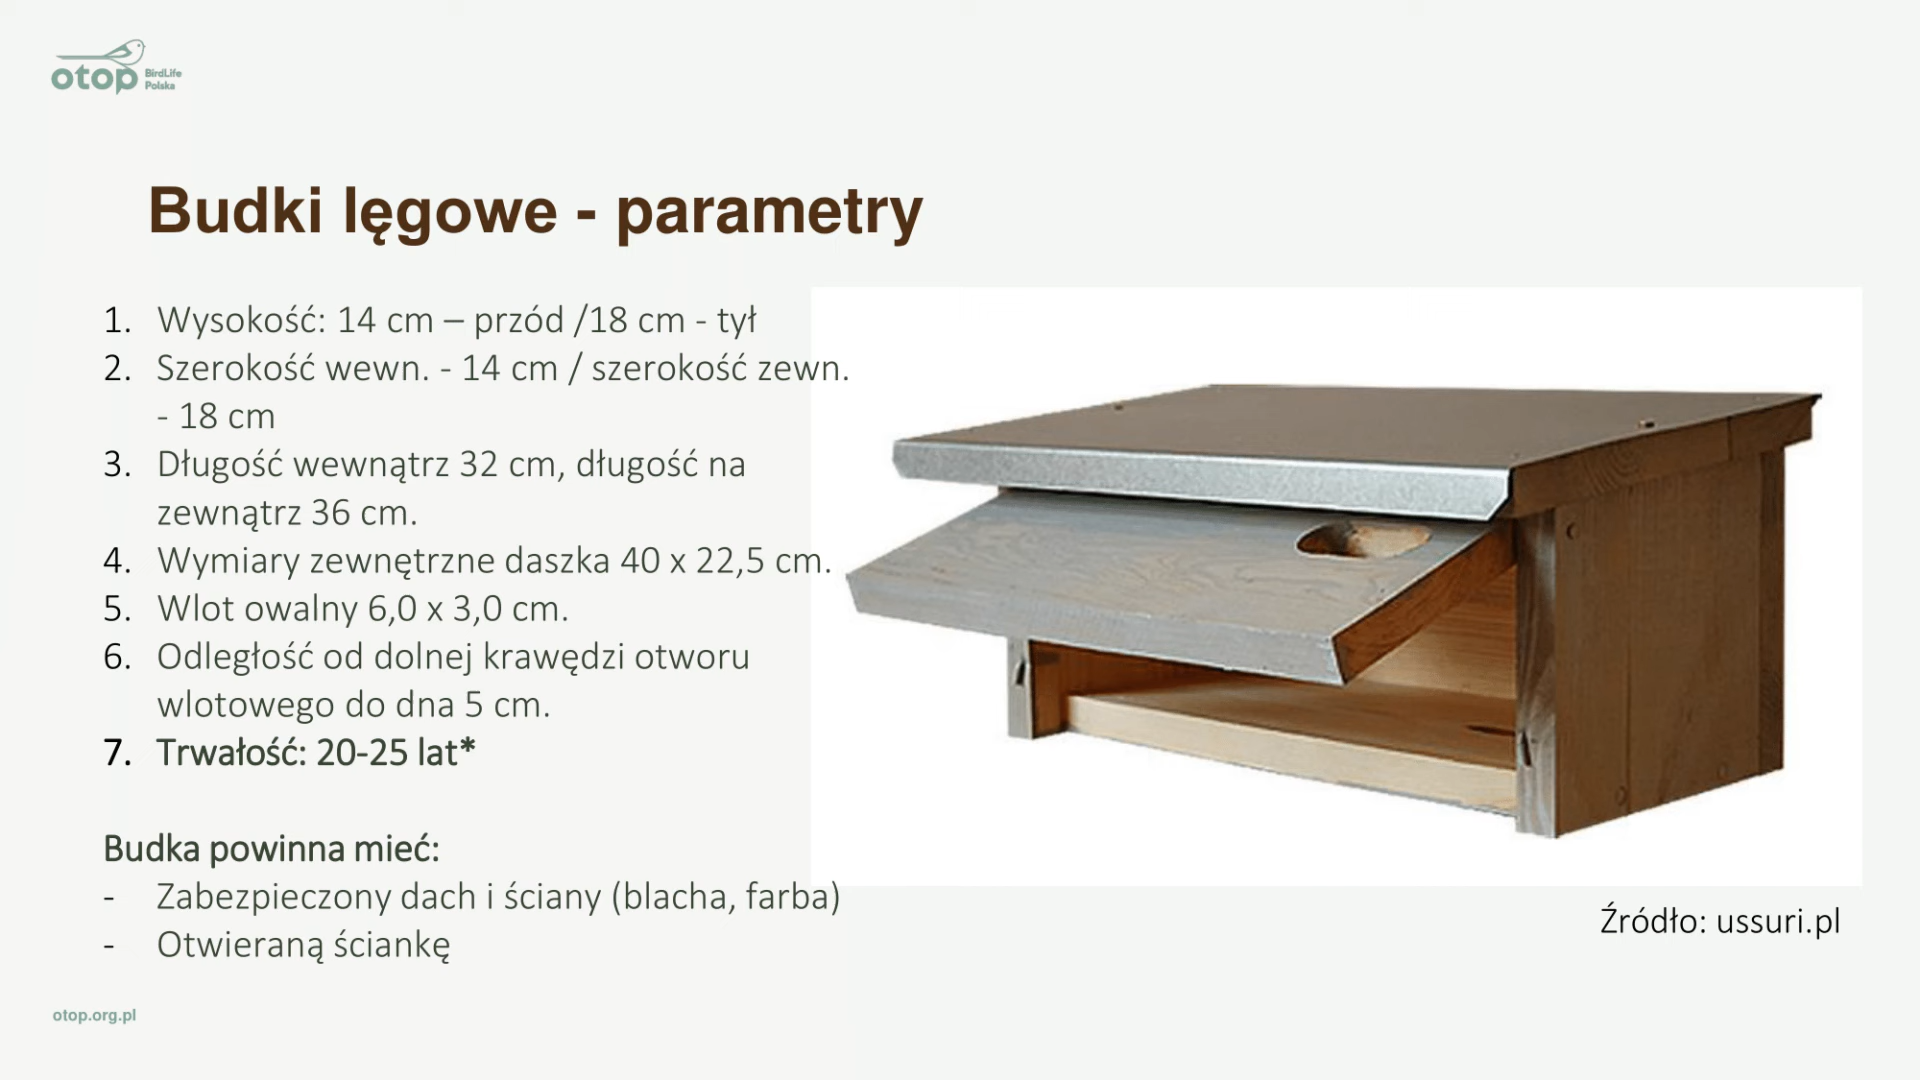 otop BirdLife
Polska
Budki lęgowe - parametry
1. Wysokość: 14 cm – przód /18 cm - tył
2. Szerokość wewn. - 14 cm / szerokość zewn.
- 18 cm
3. Długość wewnątrz 32 cm, długość na
zewnątrz 36 cm.
4. Wymiary zewnętrzne daszka 40 x 22,5 cm.
5. Wlot owalny 6,0 x 3,0 cm.
6. Odległość od dolnej krawędzi otworu
wlotowego do dna 5 cm.
7. Trwałość: 20-25 lat*
Budka powinna mieć:
- Zabezpieczony dach i ściany (blacha, farba)
- Otwieraną ściankę
Źródło: ussuri.pl
otop.org.pl